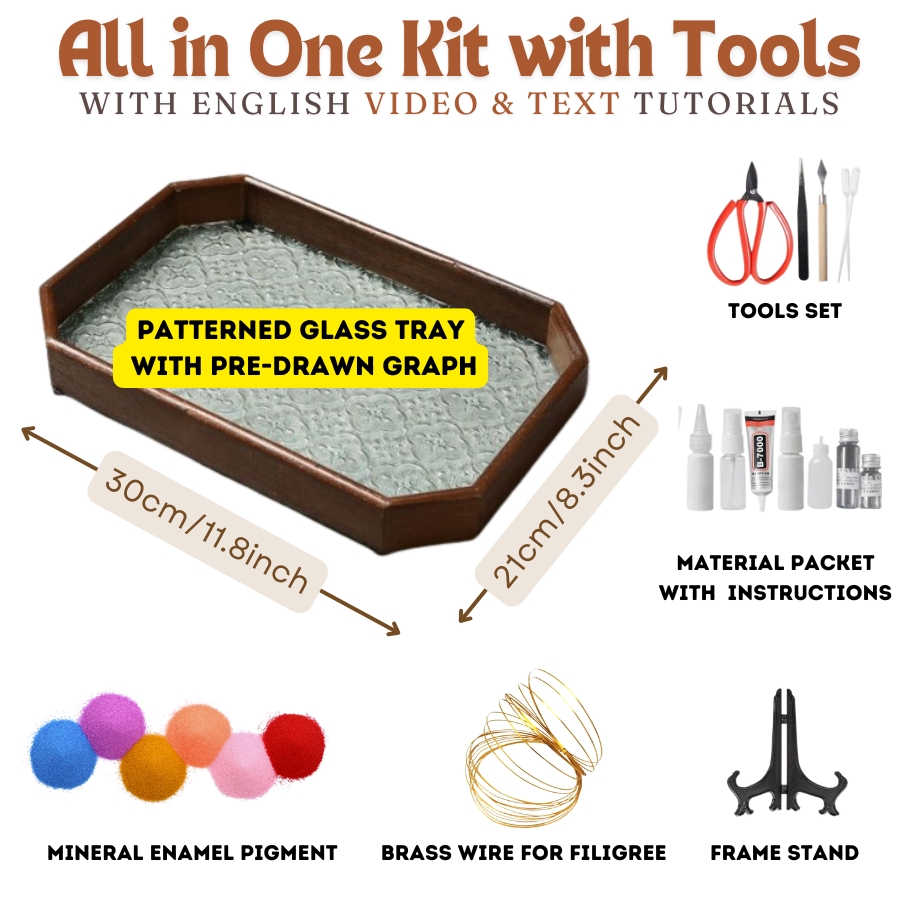 All in One Kit with Tools
WITH ENGLISH VIDEO & TEXT TUTORIALS
PATTERNED GLASS TRAY
WITH PRE-DRAWN GRAPH
30cm/11.8inch
21cm/8.3inch
TOOLS SET
B-7000
MATERIAL PACKET
WITH INSTRUCTIONS
MINERAL ENAMEL PIGMENT
BRASS WIRE FOR FILIGREE
FRAME STAND